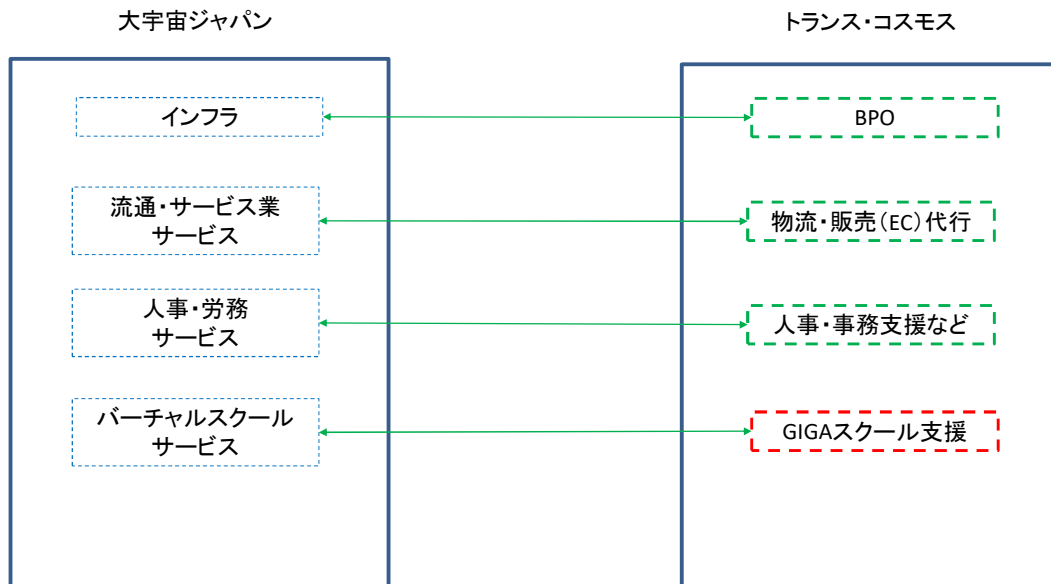 大宇宙ジャパン
トランス・コスモス
インフラ
BPO
流通・サービス業
サービス
物流・販売(EC)代行
人事・労務
サービス
人事・事務支援など
バーチャルスクール
サービス
GIGAスクール支援